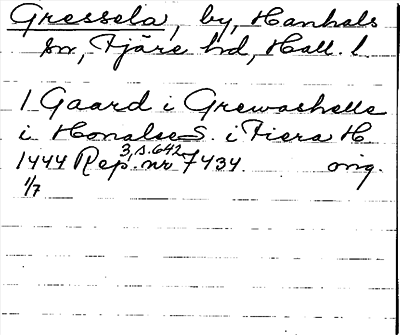 Gressela, by, Hanhals
sn, Fjäre hd, Hall. l.
1 Gaard i Grewashelle
i Honalse S. i Fiera H
3, s. 642
1444 Rep. nr 7434. orig.
1/7